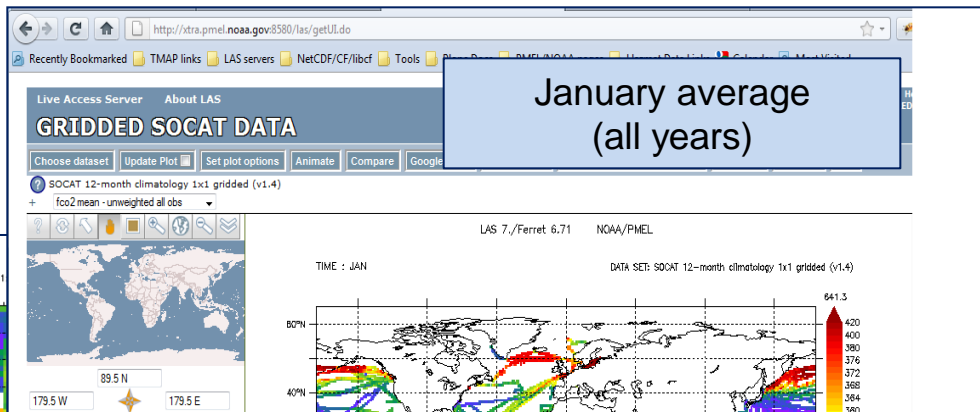 http://xtra.pmel.noaa.gov:8580/las/getUI.do
Recently Bookmarked TMAP links LAS servers NetCDF/CF/libcf Tools
January average
(all years)
Live Access Server About LAS
GRIDDED SOCAT DATA
Choose dataset Update Plot Set plot options Animate Compare Google
SOCAT 12-month climatology 1x1 gridded (v1.4)
+ fco2 mean - unweighted all obs
LAS 7./Ferret 6.71 NOAA/PMEL
TIME : JAN DATA SET: SOCAT 12-month climatology 1x1 gridded (v1.4)
641.3
420
400
380
376
372
368
364
360
80°N
40°N
89.5 N
179.5 W 179.5 E